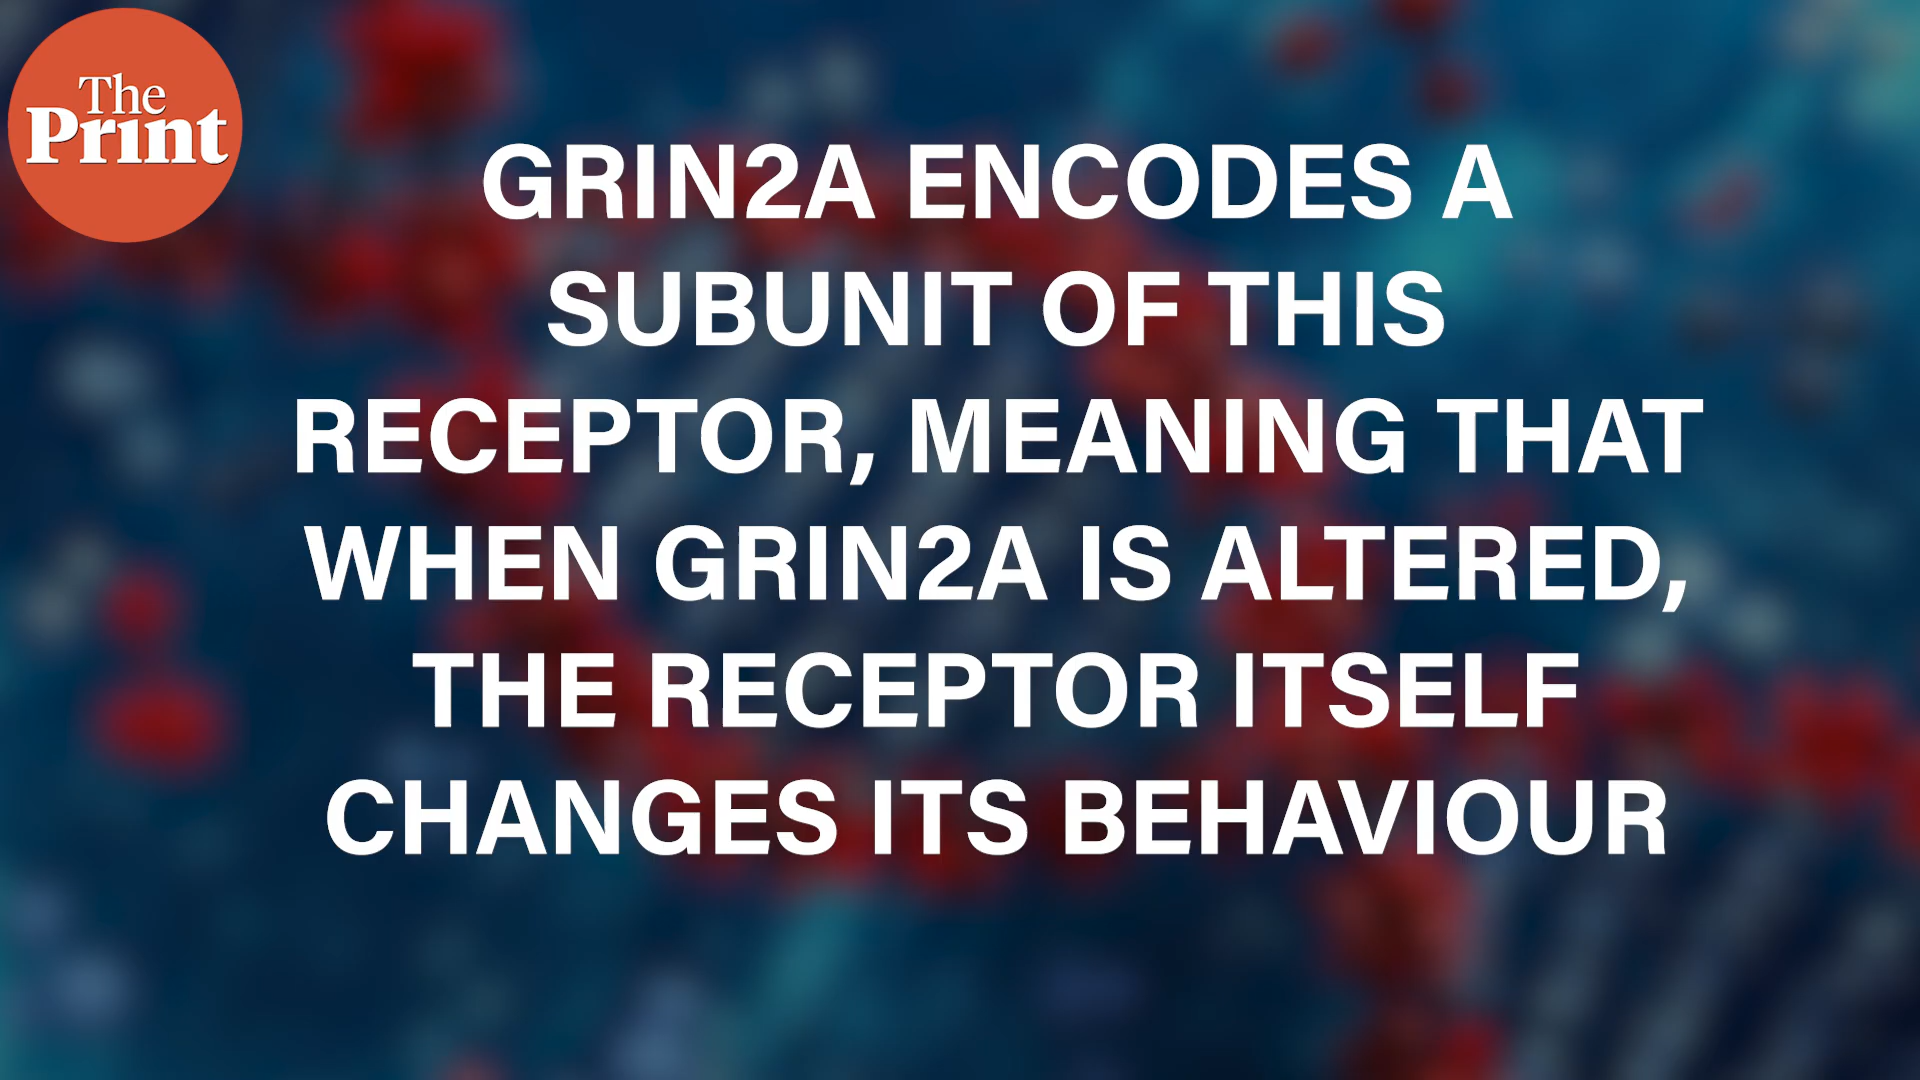 The
Print
GRIN2A ENCODES A
SUBUNIT OF THIS
RECEPTOR, MEANING THAT
WHEN GRIN2A IS ALTERED,
THE RECEPTOR ITSELF
CHANGES ITS BEHAVIOUR